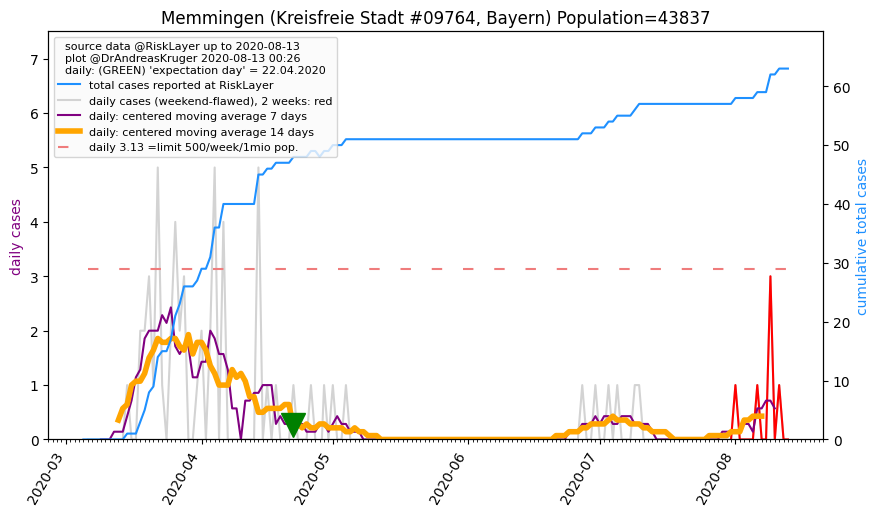 Memmingen (Kreisfreie Stadt #09764, Bayern) Population=43837
source data @RiskLayer up to 2020-08-13
plot @DrAndreasKruger 2020-08-13 00:26
daily: (GREEN) 'expectation day' = 22.04.2020
total cases reported at RiskLayer
daily cases (weekend-flawed), 2 weeks: red
daily: centered moving average 7 days
daily: centered moving average 14 days
daily 3.13 =limit 500/week/1mio pop.
daily cases
7
6
5
4
3
2
1
0
cumulative total cases
60
50
40
30
20
10
0
2020-03
2020-04
2020-05
2020-06
2020-07
2020-08